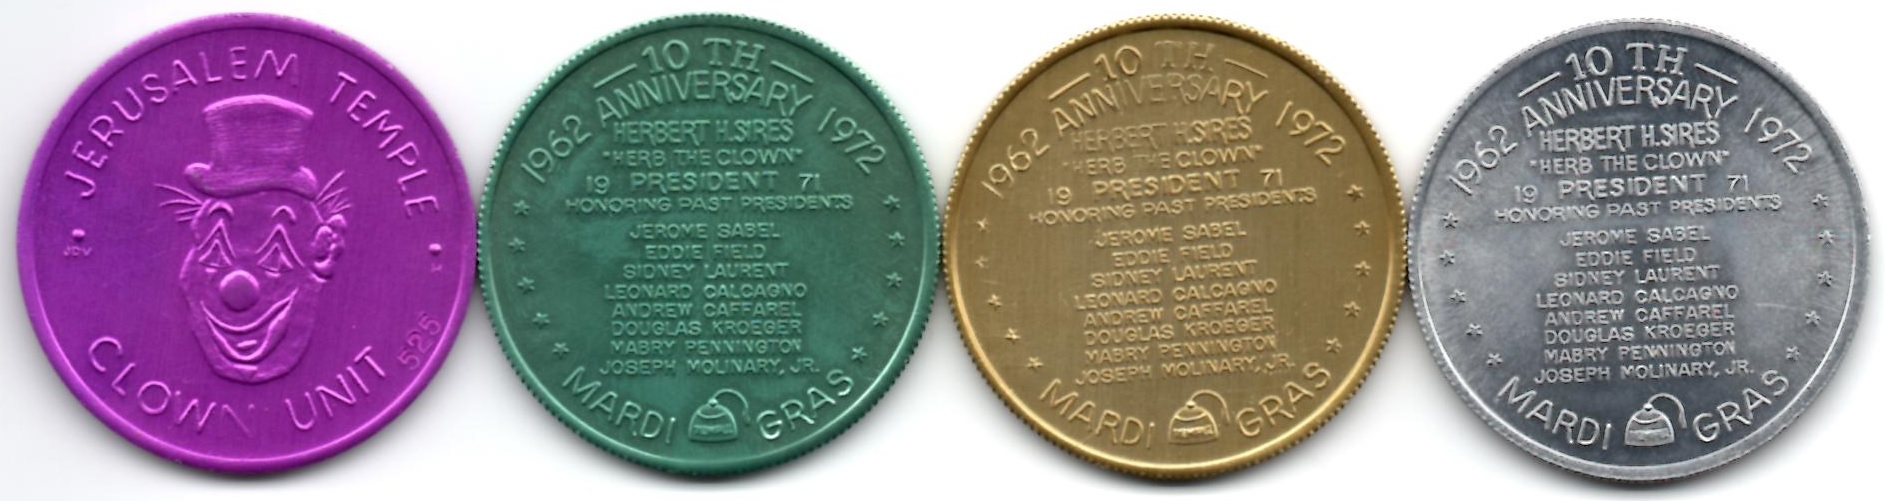 JERUSALEM TEMPLE
JDV
CLOWN UNIT 525
10 TH
ANNIVERSARY
1962 1972
HERBERT H. SIRES
"HERB THE CLOWN"
19 PRESIDENT 71
HONORING PAST PRESIDENTS
JEROME SABEL
EDDIE FIELD
SIDNEY LAURENT
LEONARD CALCAGNO
ANDREW CAFFAREL
DOUGLAS KROEGER
MABRY PENNINGTON
JOSEPH MOLINARY, JR.
MARDI GRAS
10 TH
ANNIVERSARY
1962 1972
HERBERT H. SIRES
"HERB THE CLOWN"
19 PRESIDENT 71
HONORING PAST PRESIDENTS
JEROME SABEL
EDDIE FIELD
SIDNEY LAURENT
LEONARD CALCAGNO
ANDREW CAFFAREL
DOUGLAS KROEGER
MABRY PENNINGTON
JOSEPH MOLINARY, JR.
MARDI GRAS
10 TH
ANNIVERSARY
1962 1972
HERBERT H. SIRES
"HERB THE CLOWN"
19 PRESIDENT 71
HONORING PAST PRESIDENTS
JEROME SABEL
EDDIE FIELD
SIDNEY LAURENT
LEONARD CALCAGNO
ANDREW CAFFAREL
DOUGLAS KROEGER
MABRY PENNINGTON
JOSEPH MOLINARY, JR.
MARDI GRAS